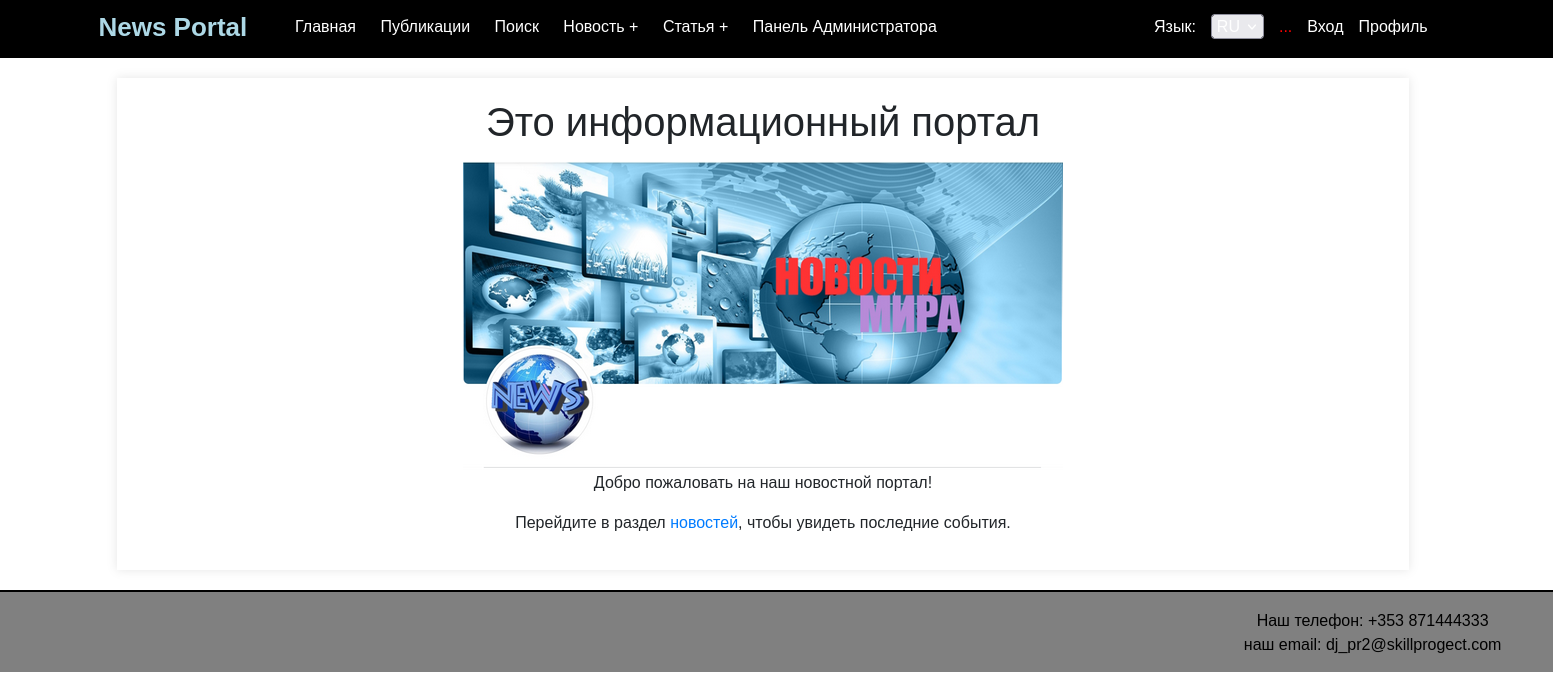 News Portal Главная Публикации Поиск Новость + Статья + Панель Администратора Язык: RU ... Вход Профиль
Это информационный портал
НОВОСТИ
МИРА
NEWS
Добро пожаловать на наш новостной портал!
Перейдите в раздел новостей, чтобы увидеть последние события.
Наш телефон: +353 871444333
наш email: dj_pr2@skillprogect.com